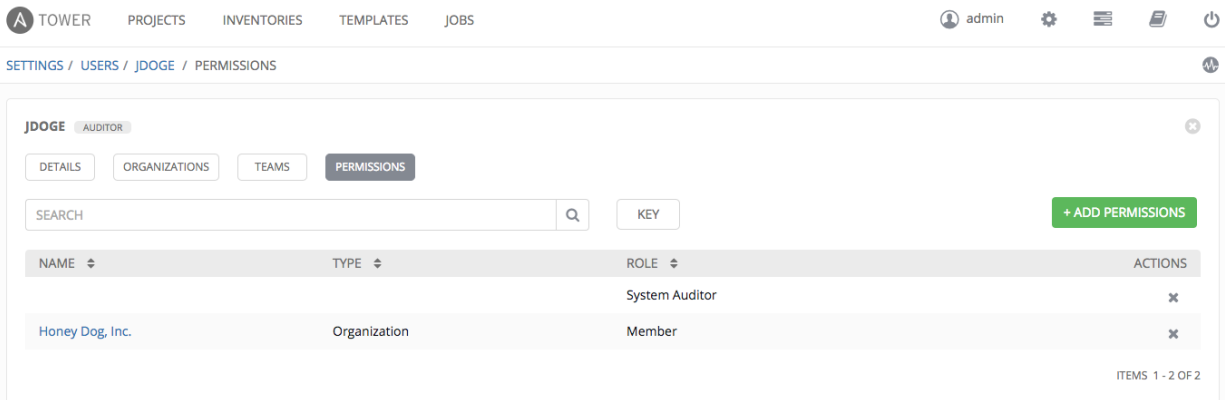 A TOWER PROJECTS INVENTORIES TEMPLATES JOBS admin
SETTINGS / USERS / JDOGE / PERMISSIONS
JDOGE AUDITOR
DETAILS ORGANIZATIONS TEAMS PERMISSIONS
SEARCH KEY + ADD PERMISSIONS
NAME TYPE ROLE ACTIONS
System Auditor
Honey Dog, Inc. Organization Member
ITEMS 1 - 2 OF 2